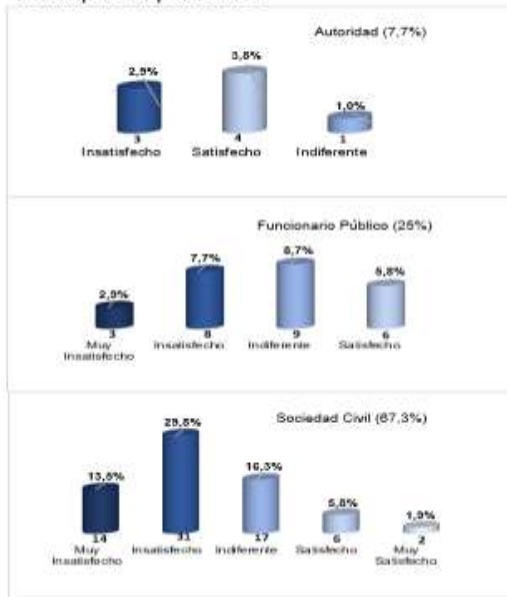 Autoridad (7,7%)
3,8%
2,9%
1,0%
3 4 1
Insatisfecho Satisfecho Indiferente
Funcionario Público (25%)
8,7%
7,7%
5,8%
2,9%
3 8 9 6
Muy Insatisfecho Indiferente Satisfecho
Insatisfecho
Sociedad Civil (67,3%)
29,8%
13,5% 16,3%
5,8%
1,9%
14 31 17 6 2
Muy Insatisfecho Indiferente Satisfecho Muy
Insatisfecho Satisfecho